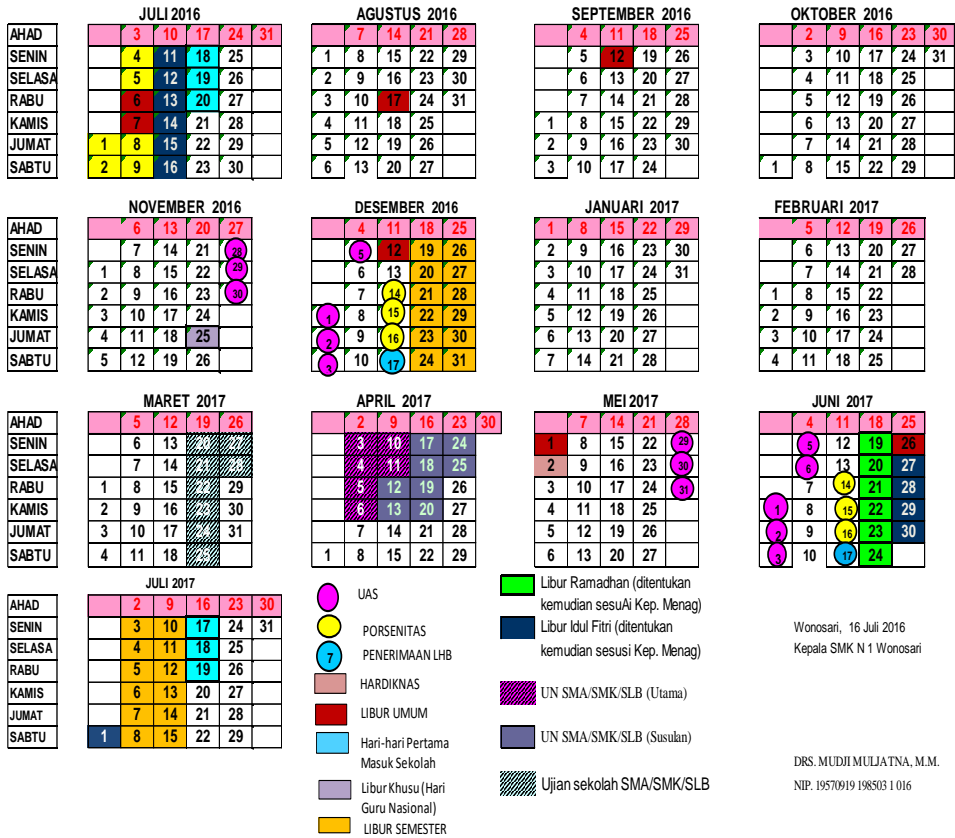 JULI 2016 AGUSTUS 2016 SEPTEMBER 2016 OKTOBER 2016
AHAD 3 10 17 24 31 7 14 21 28 4 11 18 25 2 9 16 23 30
SENIN 4 11 18 25 1 8 15 22 29 5 12 19 26 3 10 17 24 31
SELASA 5 12 19 26 2 9 16 23 30 6 13 20 27 4 11 18 25
RABU 6 13 20 27 3 10 17 24 31 7 14 21 28 5 12 19 26
KAMIS 7 14 21 28 4 11 18 25 1 8 15 22 29 6 13 20 27
JUMAT 1 8 15 22 29 5 12 19 26 2 9 16 23 30 7 14 21 28
SABTU 2 9 16 23 30 6 13 20 27 3 10 17 24 1 8 15 22 29
NOVEMBER 2016 DESEMBER 2016 JANUARI 2017 FEBRUARI 2017
AHAD 6 13 20 27 4 11 18 25 1 8 15 22 29 5 12 19 26
SENIN 7 14 21 28 5 12 19 26 2 9 16 23 30 6 13 20 27
SELASA 1 8 15 22 29 6 13 20 27 3 10 17 24 31 7 14 21 28
RABU 2 9 16 23 30 7 14 21 28 4 11 18 25 1 8 15 22
KAMIS 3 10 17 24 1 8 15 22 29 5 12 19 26 2 9 16 23
JUMAT 4 11 18 25 2 9 16 23 30 6 13 20 27 3 10 17 24
SABTU 5 12 19 26 3 10 17 24 31 7 14 21 28 4 11 18 25
MARET 2017 APRIL 2017 MEI 2017 JUNI 2017
AHAD 5 12 19 26 2 9 16 23 30 7 14 21 28 4 11 18 25
SENIN 6 13 20 27 3 10 17 24 1 8 15 22 29 5 12 19 26
SELASA 7 14 21 28 4 11 18 25 2 9 16 23 30 6 13 20 27
RABU 1 8 15 22 29 5 12 19 26 3 10 17 24 31 7 14 21 28
KAMIS 2 9 16 23 30 6 13 20 27 4 11 18 25 1 8 15 22 29
JUMAT 3 10 17 24 31 7 14 21 28 5 12 19 26 2 9 16 23 30
SABTU 4 11 18 25 1 8 15 22 29 6 13 20 27 3 10 17 24
JULI 2017
AHAD 2 9 16 23 30
SENIN 3 10 17 24 31
SELASA 4 11 18 25
RABU 5 12 19 26
KAMIS 6 13 20 27
JUMAT 7 14 21 28
SABTU 1 8 15 22 29
UAS
PORSENITAS
7 PENERIMAAN LHB
HARDIKNAS
LIBUR UMUM
Hari-hari Pertama
Masuk Sekolah
Libur Khusu (Hari
Guru Nasional)
LIBUR SEMESTER
Libur Ramadhan (ditentukan
kemudian sesuAi Kep. Menag)
Libur Idul Fitri (ditentukan
kemudian sesusi Kep. Menag)
UN SMA/SMK/SLB (Utama)
UN SMA/SMK/SLB (Susulan)
Ujian sekolah SMA/SMK/SLB
Wonosari, 16 Juli 2016
Kepala SMK N 1 Wonosari
DRS. MUDJI MULJATNA, M.M.
NIP. 19570919 198503 1 016